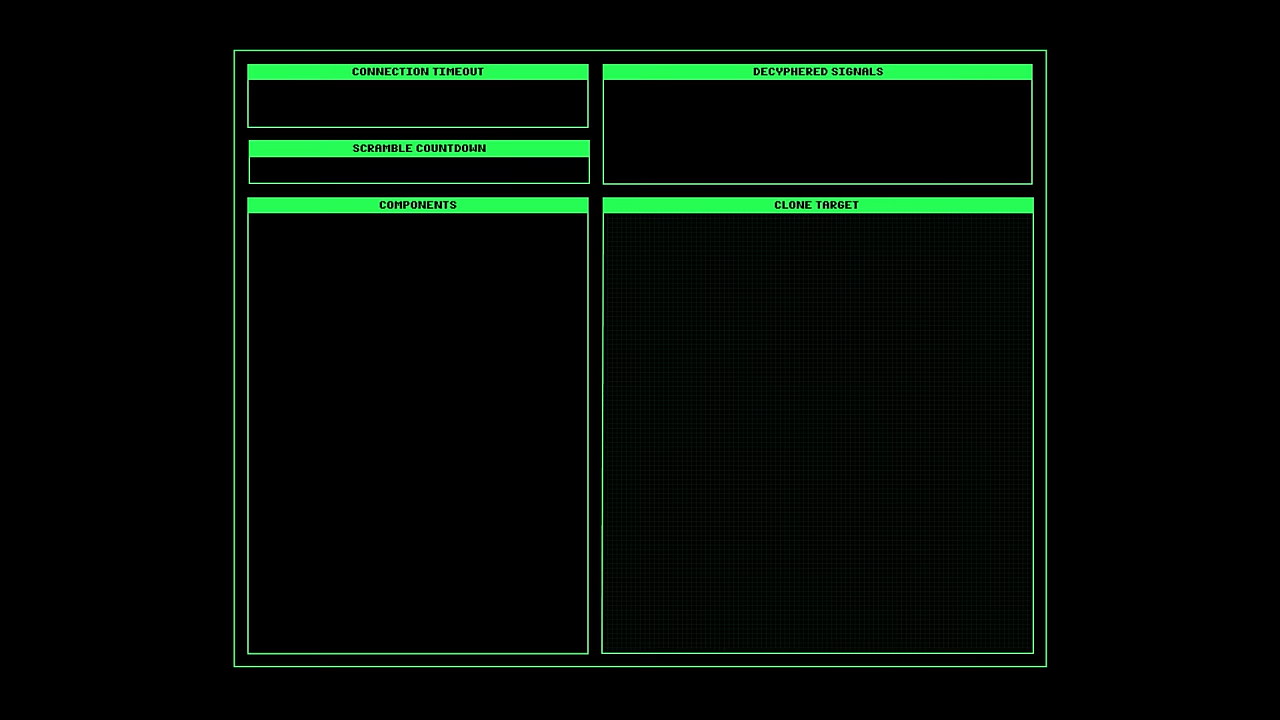 CONNECTION TIMEOUT
DECYPHERED SIGNALS
SCRAMBLE COUNTDOWN
COMPONENTS
CLONE TARGET